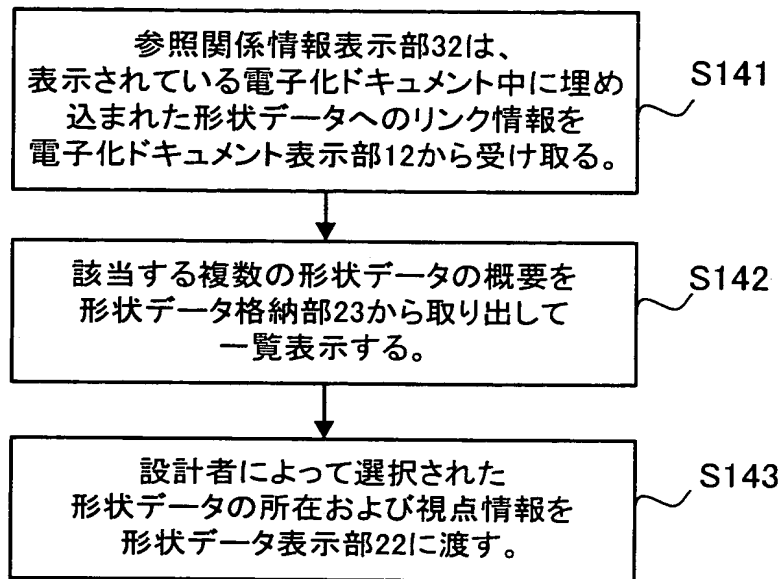 参照関係情報表示部32は、
表示されている電子化ドキュメント中に埋め
込まれた形状データへのリンク情報を
電子化ドキュメント表示部12から受け取る。
S141
該当する複数の形状データの概要を
形状データ格納部23から取り出して
一覧表示する。
S142
設計者によって選択された
形状データの所在および視点情報を
形状データ表示部22に渡す。
S143